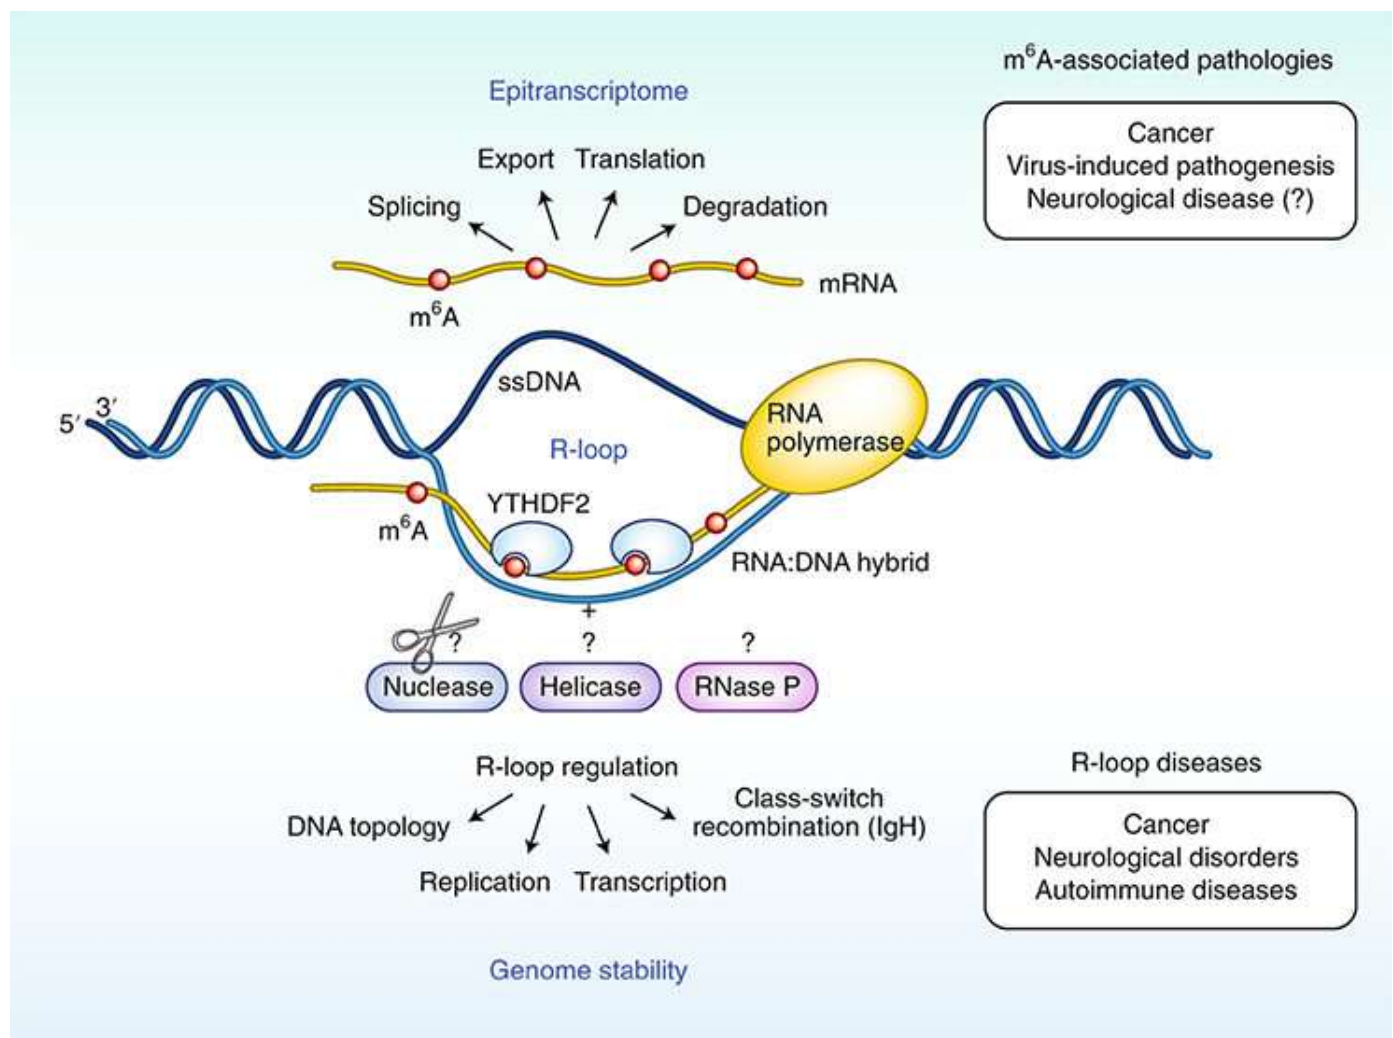 m⁶A-associated pathologies
Cancer
Virus-induced pathogenesis
Neurological disease (?)
Epitranscriptome
Export
Translation
Splicing
Degradation
mRNA
m⁶A
ssDNA
5′
3′
RNA
polymerase
R-loop
YTHDF2
m⁶A
RNA:DNA hybrid
+
?
?
?
Nuclease
Helicase
RNase P
R-loop regulation
DNA topology
Class-switch
recombination (IgH)
Replication
Transcription
Genome stability
R-loop diseases
Cancer
Neurological disorders
Autoimmune diseases